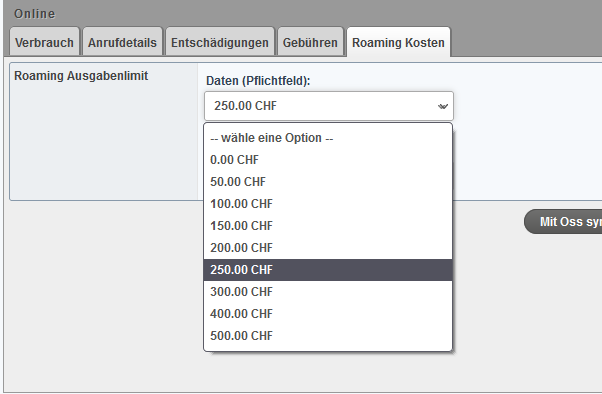 Online
Verbrauch Anrufdetails Entschädigungen Gebühren Roaming Kosten
Roaming Ausgabenlimit
Daten (Pflichtfeld):
250.00 CHF
-- wähle eine Option --
0.00 CHF
50.00 CHF
100.00 CHF
150.00 CHF
200.00 CHF
250.00 CHF
300.00 CHF
400.00 CHF
500.00 CHF
Mit Oss